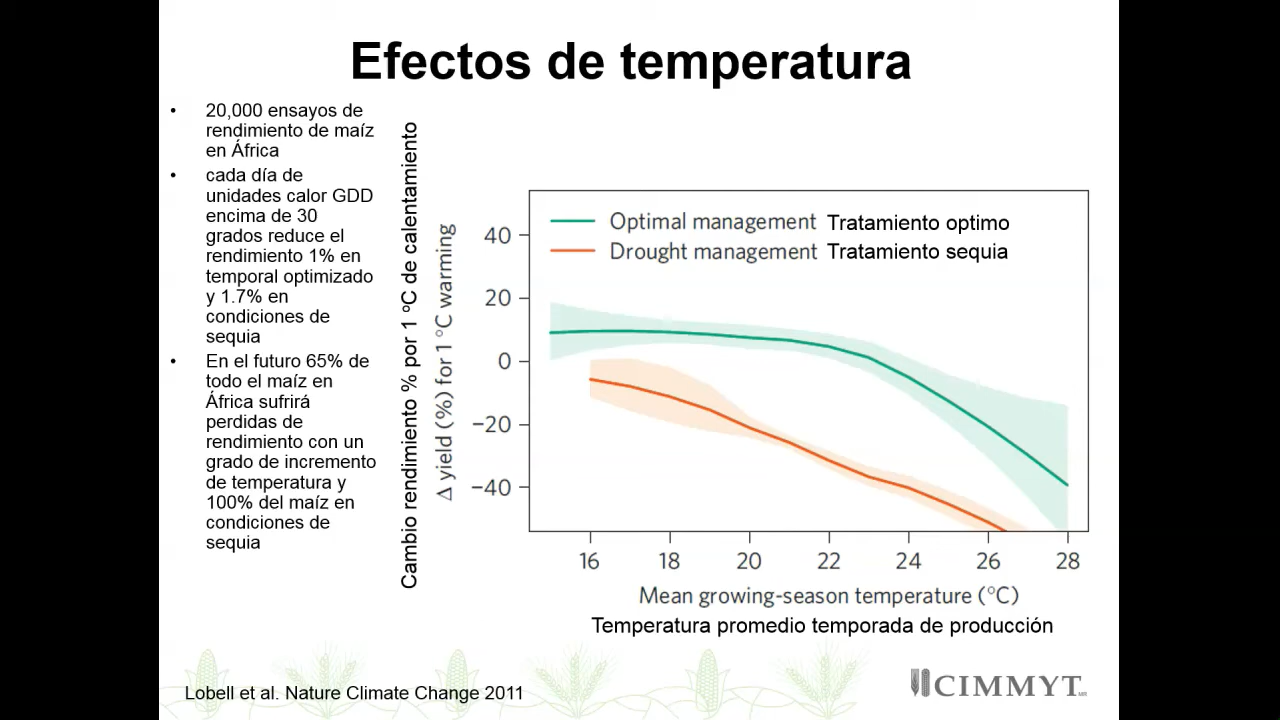 Efectos de temperatura
• 20,000 ensayos de
rendimiento de maíz
en África
• cada día de
unidades calor GDD
encima de 30
grados reduce el
rendimiento 1% en
temporal optimizado
y 1.7% en
condiciones de
sequia
• En el futuro 65% de
todo el maíz en
África sufrirá
perdidas de
rendimiento con un
grado de incremento
de temperatura y
100% del maíz en
condiciones de
sequia
Cambio rendimiento % por 1 ºC de calentamiento
Δ yield (%) for 1 °C warming
Optimal management Tratamiento optimo
Drought management Tratamiento sequia
40
20
0
−20
−40
16 18 20 22 24 26 28
Mean growing-season temperature (°C)
Temperatura promedio temporada de producción
Lobell et al. Nature Climate Change 2011
CIMMYT